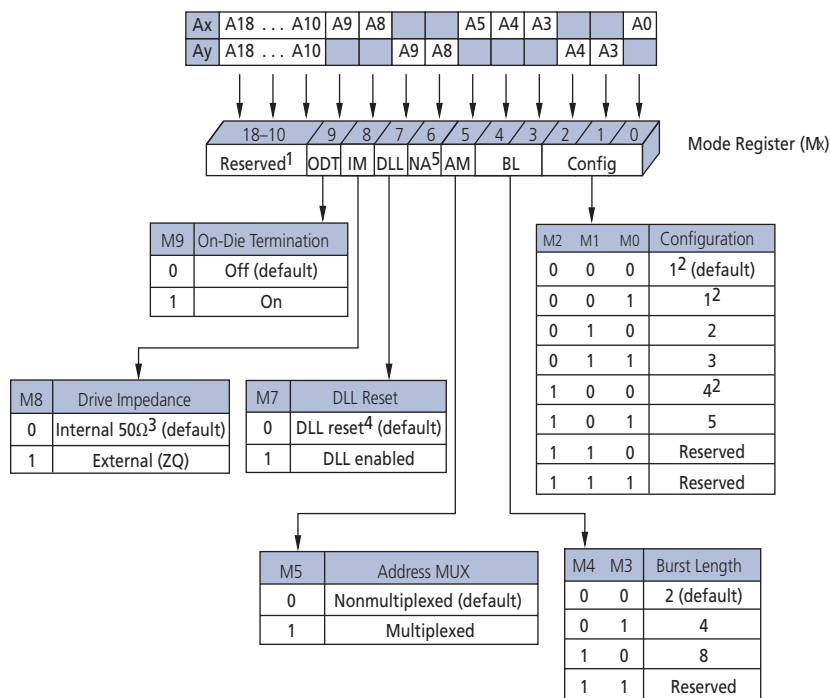 Ax A18 . . . A10 A9 A8 A5 A4 A3 A0
Ay A18 . . . A10 A9 A8 A4 A3
18–10 9 8 7 6 5 4 3 2 1 0
Mode Register (Mx)
Reserved1 ODT IM DLL NA5 AM BL Config
M9 On-Die Termination
0 Off (default)
1 On
M2 M1 M0 Configuration
0 0 0 12 (default)
0 0 1 12
0 1 0 2
0 1 1 3
1 0 0 42
1 0 1 5
1 1 0 Reserved
1 1 1 Reserved
M8 Drive Impedance
0 Internal 50Ω3 (default)
1 External (ZQ)
M7 DLL Reset
0 DLL reset4 (default)
1 DLL enabled
M5 Address MUX
0 Nonmultiplexed (default)
1 Multiplexed
M4 M3 Burst Length
0 0 2 (default)
0 1 4
1 0 8
1 1 Reserved